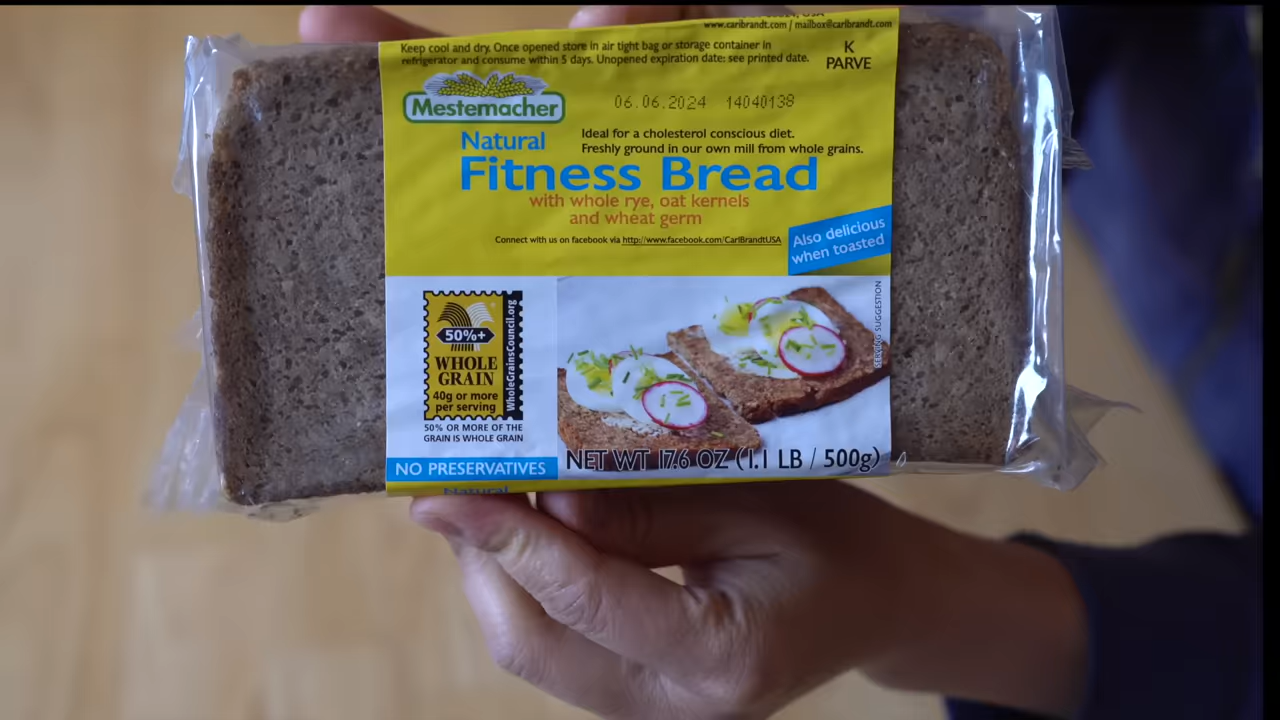 www.caribrandt.com / mailbox@carlbrandt.com
Keep cool and dry. Once opened store in air tight bag or storage container in
refrigerator and consume within 5 days. Unopened expiration date: see printed date.
K
PARVE
Mestemacher
06.06.2024 14040138
Natural
Ideal for a cholesterol conscious diet.
Freshly ground in our own mill from whole grains.
Fitness Bread
with whole rye, oat kernels
and wheat germ
Connect with us on facebook via http://www.facebook.com/CarlBrandtUSA
Also delicious
when toasted
50%+
WHOLE
GRAIN
40g or more
per serving
WholeGrainsCouncil.org
50% OR MORE OF THE
GRAIN IS WHOLE GRAIN
SERVING SUGGESTION
NO PRESERVATIVES
NET WT 17.6 OZ (1.1 LB / 500g)
Natural